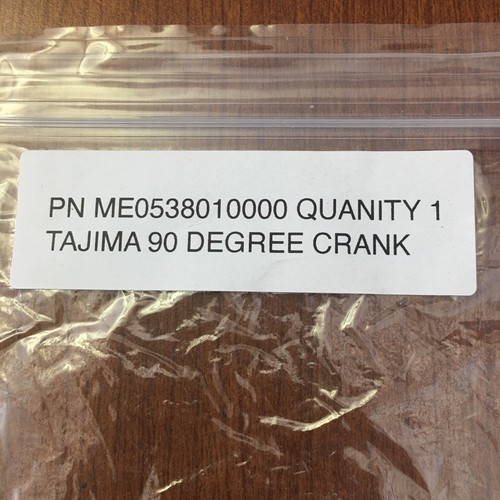 PN ME0538010000 QUANITY 1
TAJIMA 90 DEGREE CRANK